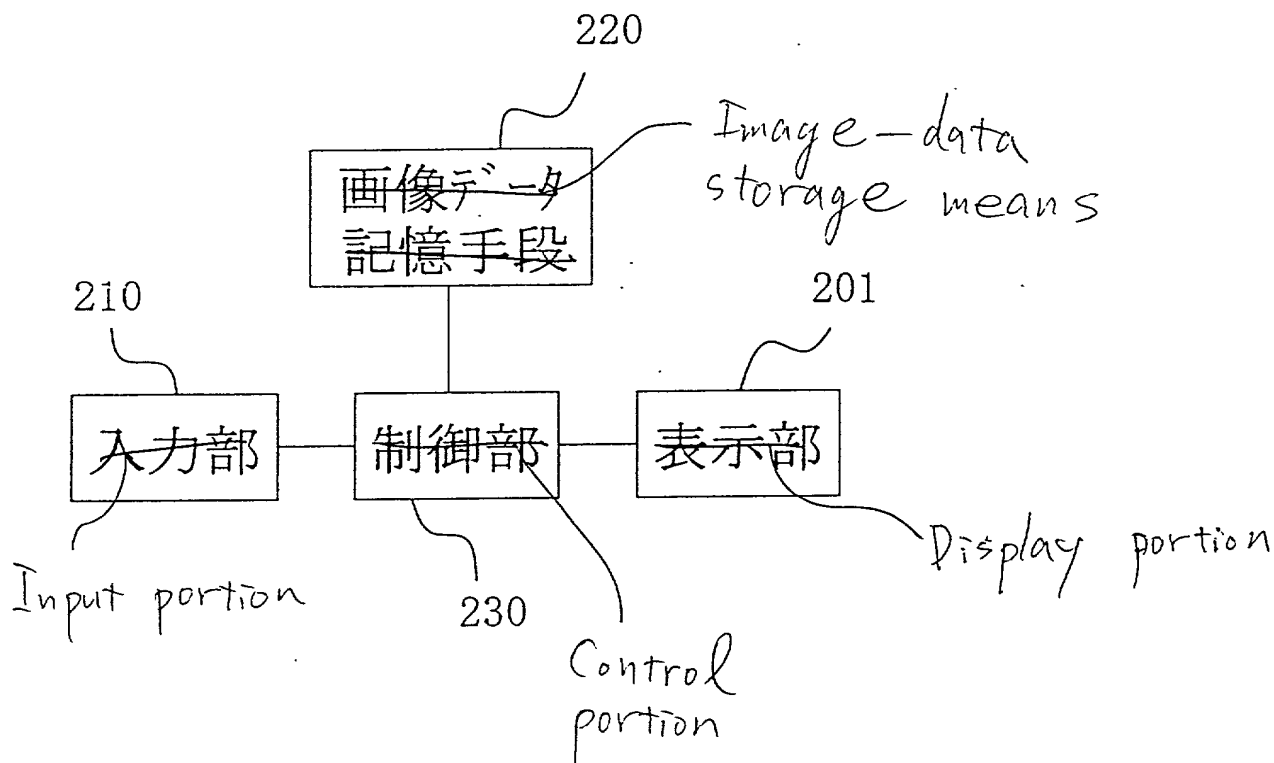 220
画像データ
記憶手段
Image-data
storage means
210
201
入力部
制御部
表示部
Input portion
230
Display portion
Control
portion